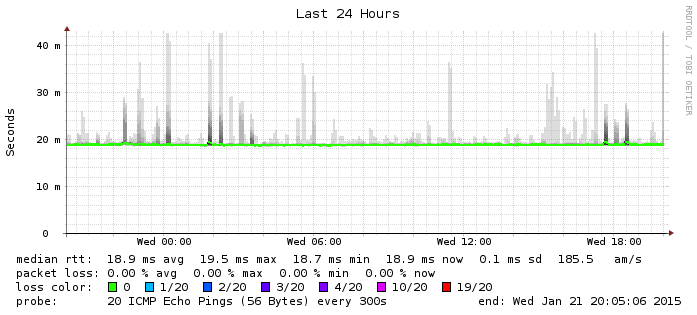 Last 24 Hours
RRDTOOL / TOBI OETIKER
Seconds
40 m
30 m
20 m
10 m
0
Wed 00:00 Wed 06:00 Wed 12:00 Wed 18:00
median rtt: 18.9 ms avg 19.5 ms max 18.7 ms min 18.9 ms now 0.1 ms sd 185.5 am/s
packet loss: 0.00 % avg 0.00 % max 0.00 % min 0.00 % now
loss color: 0 1/20 2/20 3/20 4/20 10/20 19/20
probe: 20 ICMP Echo Pings (56 Bytes) every 300s end: Wed Jan 21 20:05:06 2015